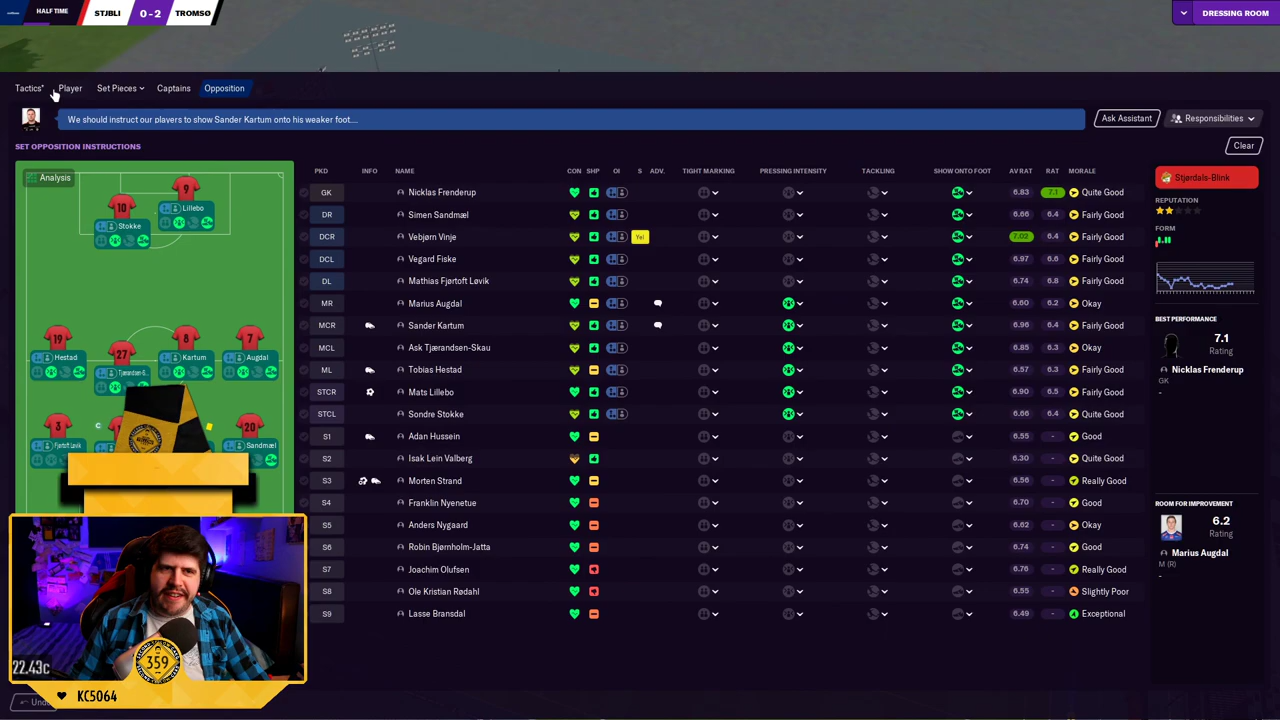 HALF TIME STJBLI 0 - 2 TROMSØ DRESSING ROOM
Tactics* Player Set Pieces Captains Opposition
We should instruct our players to show Sander Kartum onto his weaker foot.... Ask Assistant Responsibilities
SET OPPOSITION INSTRUCTIONS Clear
Analysis
9
10 Lillebo
Stokke
19 27 8 7
Hestad Kartum Augdal
3 C 20
Fjørtoft Løvik Sandmæl
PKD INFO NAME CON SHP OI S ADV. TIGHT MARKING PRESSING INTENSITY TACKLING SHOW ONTO FOOT AV RAT RAT MORALE
GK Nicklas Frenderup 6.83 7.1 Quite Good
DR Simen Sandmæl 6.66 6.4 Fairly Good
DCR Vebjørn Vinje Yel 7.02 6.4 Fairly Good
DCL Vegard Fiske 6.97 6.6 Fairly Good
DL Mathias Fjørtoft Løvik 6.74 6.8 Fairly Good
MR Marius Augdal 6.60 6.2 Okay
MCR Sander Kartum 6.96 6.4 Fairly Good
MCL Ask Tjærandsen-Skau 6.85 6.3 Okay
ML Tobias Hestad 6.57 6.3 Fairly Good
STCR Mats Lillebo 6.90 6.5 Fairly Good
STCL Sondre Stokke 6.66 6.4 Quite Good
S1 Adan Hussein 6.55 - Good
S2 Isak Lein Valberg 6.30 - Quite Good
S3 Morten Strand 6.56 - Really Good
S4 Franklin Nyenetue 6.70 - Good
S5 Anders Nygaard 6.62 - Okay
S6 Robin Bjørnholm-Jatta 6.74 - Good
S7 Joachim Olufsen 6.76 - Really Good
S8 Ole Kristian Rødahl 6.55 - Slightly Poor
S9 Lasse Bransdal 6.49 - Exceptional
Stjørdals-Blink
REPUTATION
FORM
BEST PERFORMANCE
7.1
Rating
Nicklas Frenderup
GK
-
ROOM FOR IMPROVEMENT
6.2
Rating
Marius Augdal
M (R)
-
22.43c
359
KC5064